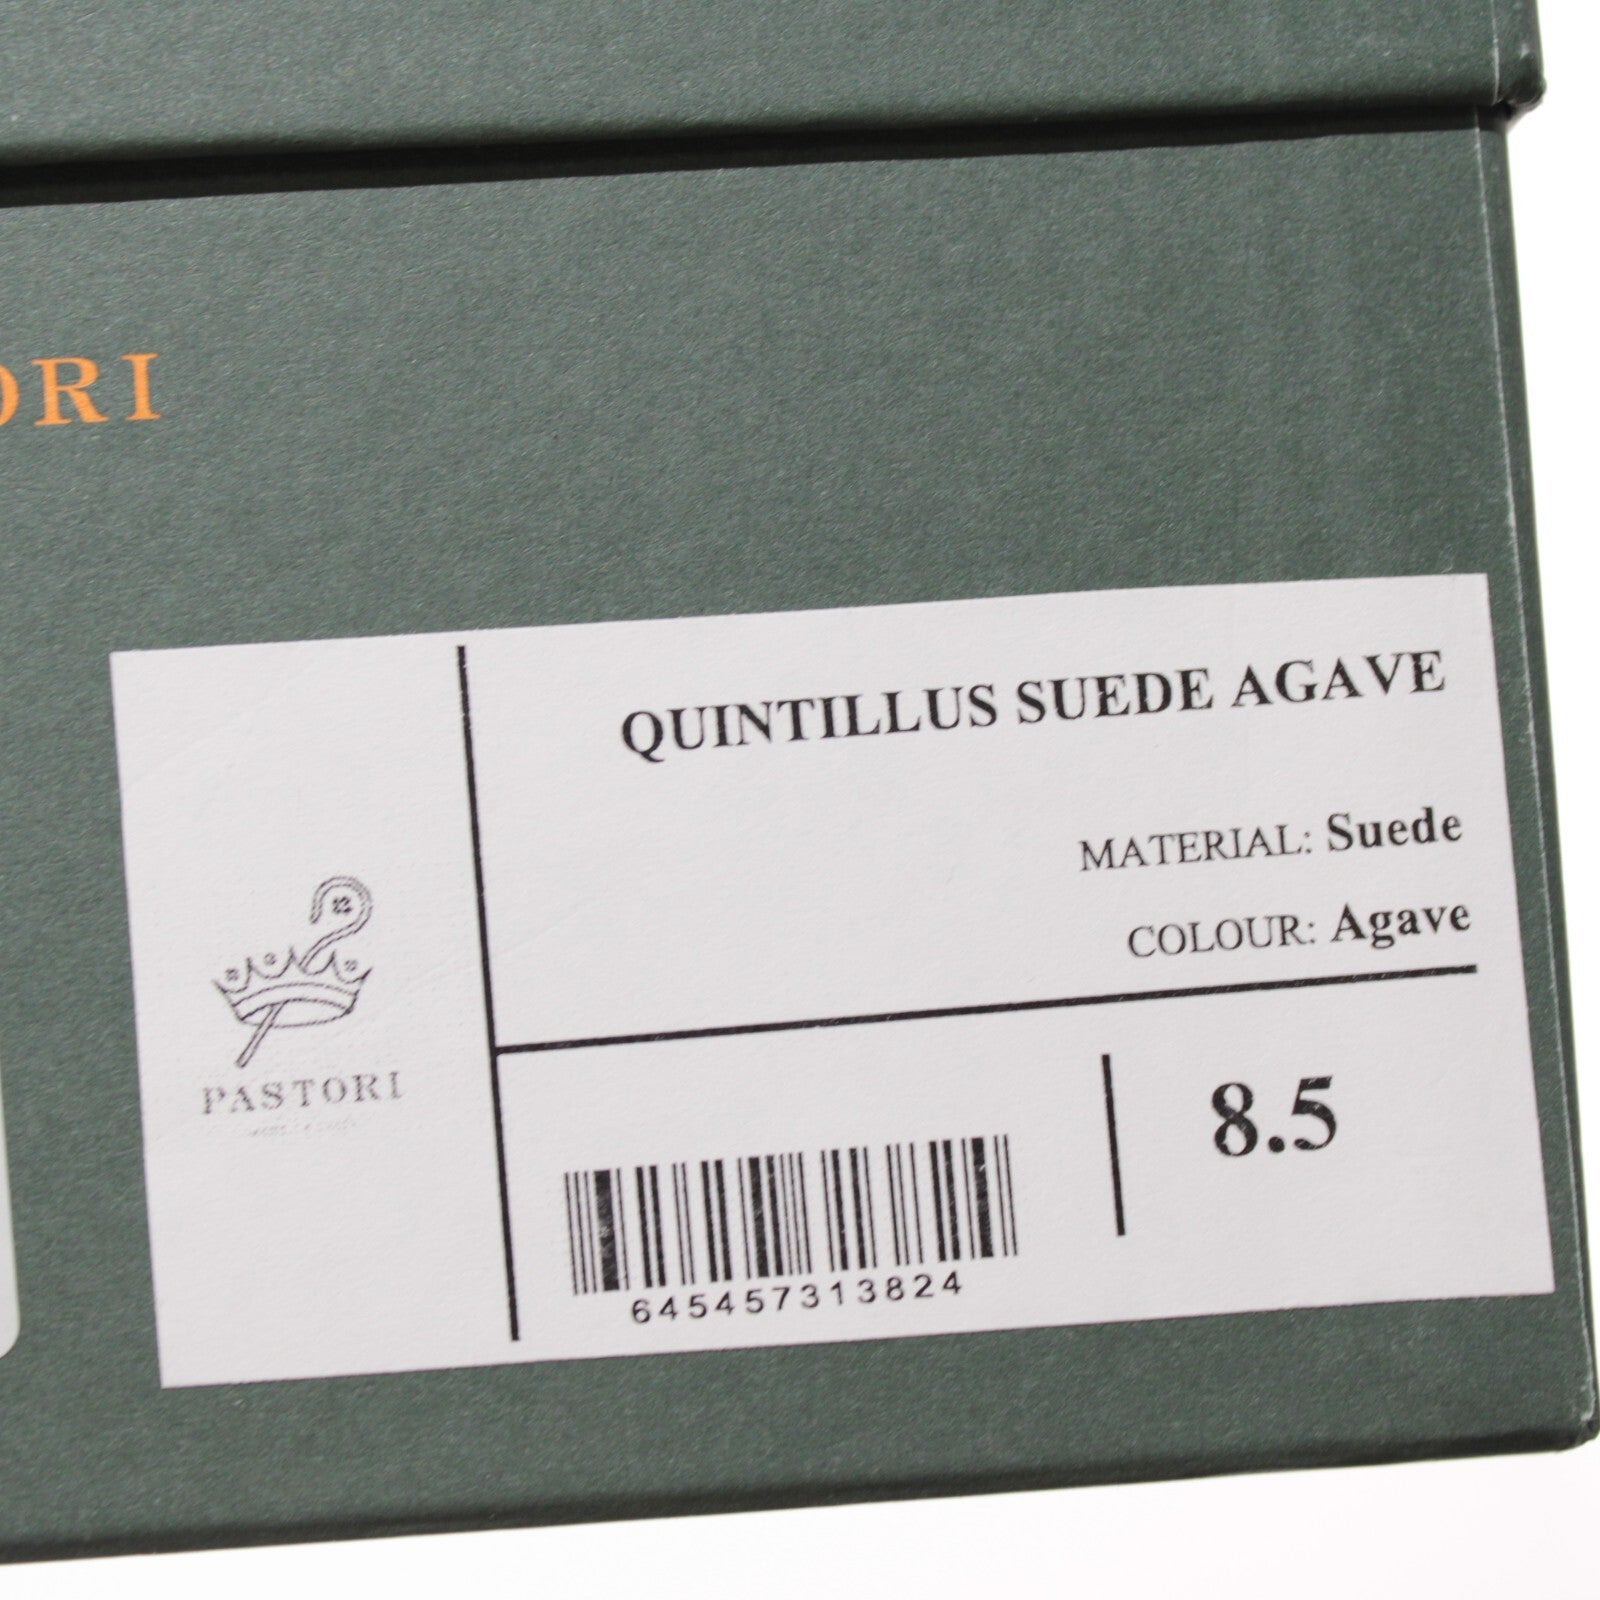 ORI
QUINTILLUS SUEDE AGAVE
MATERIAL: Suede
COLOUR: Agave
PASTORI
8.5
645457313824